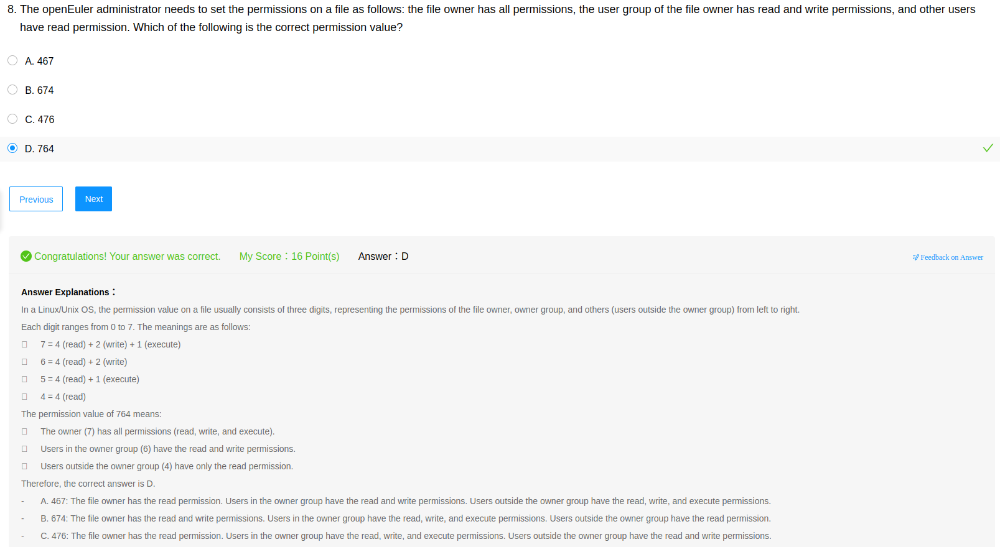 8. The openEuler administrator needs to set the permissions on a file as follows: the file owner has all permissions, the user group of the file owner has read and write permissions, and other users
have read permission. Which of the following is the correct permission value?
A. 467
B. 674
C. 476
D. 764
Previous
Next
Congratulations! Your answer was correct. My Score：16 Point(s) Answer：D
Feedback on Answer
Answer Explanations：
In a Linux/Unix OS, the permission value on a file usually consists of three digits, representing the permissions of the file owner, owner group, and others (users outside the owner group) from left to right.
Each digit ranges from 0 to 7. The meanings are as follows:
7 = 4 (read) + 2 (write) + 1 (execute)
6 = 4 (read) + 2 (write)
5 = 4 (read) + 1 (execute)
4 = 4 (read)
The permission value of 764 means:
The owner (7) has all permissions (read, write, and execute).
Users in the owner group (6) have the read and write permissions.
Users outside the owner group (4) have only the read permission.
Therefore, the correct answer is D.
- A. 467: The file owner has the read permission. Users in the owner group have the read and write permissions. Users outside the owner group have the read, write, and execute permissions.
- B. 674: The file owner has the read and write permissions. Users in the owner group have the read, write, and execute permissions. Users outside the owner group have the read permission.
- C. 476: The file owner has the read permission. Users in the owner group have the read, write, and execute permissions. Users outside the owner group have the read and write permissions.